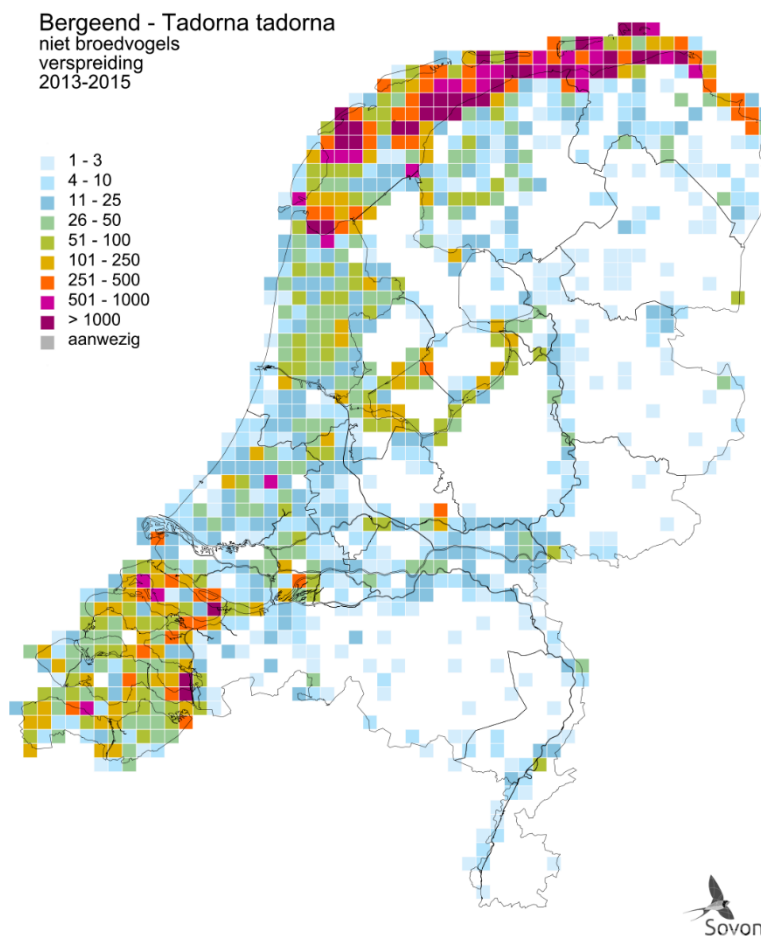 Bergeend - Tadorna tadorna
niet broedvogels
verspreiding
2013-2015
1 - 3
4 - 10
11 - 25
26 - 50
51 - 100
101 - 250
251 - 500
501 - 1000
> 1000
aanwezig
Sovon